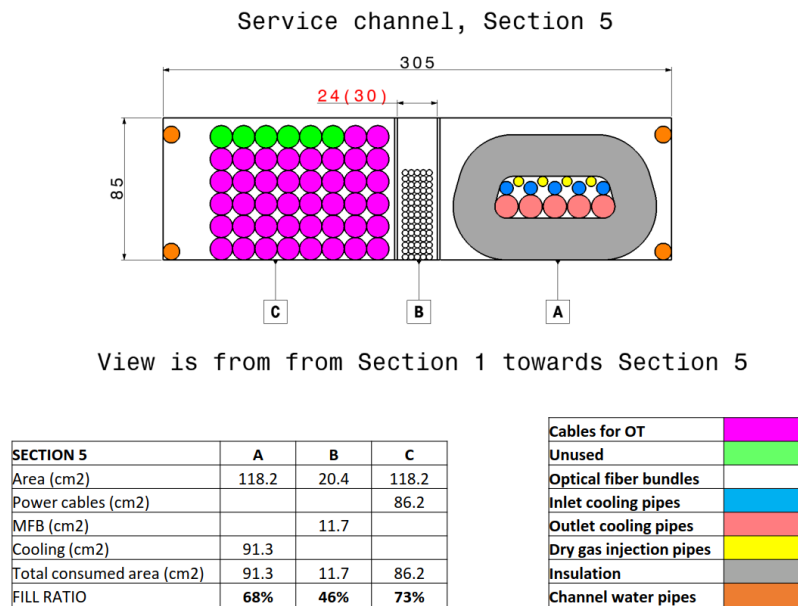 Service channel, Section 5
305
24(30)
85
C
B
A
View is from from Section 1 towards Section 5
SECTION 5 A B C
Area (cm2) 118.2 20.4 118.2
Power cables (cm2) 86.2
MFB (cm2) 11.7
Cooling (cm2) 91.3
Total consumed area (cm2) 91.3 11.7 86.2
FILL RATIO 68% 46% 73%
Cables for OT
Unused
Optical fiber bundles
Inlet cooling pipes
Outlet cooling pipes
Dry gas injection pipes
Insulation
Channel water pipes